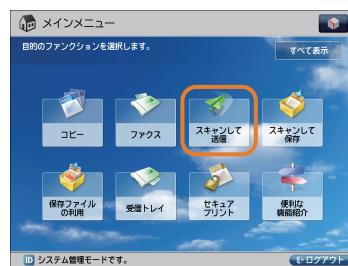 メインメニュー
目的のファンクションを選択します。
すべて表示
コピー
ファクス
スキャンして
送信
スキャンして
保存
保存ファイル
の利用
受信トレイ
セキュア
プリント
便利な
機能紹介
ID システム管理モードです。
ログアウト